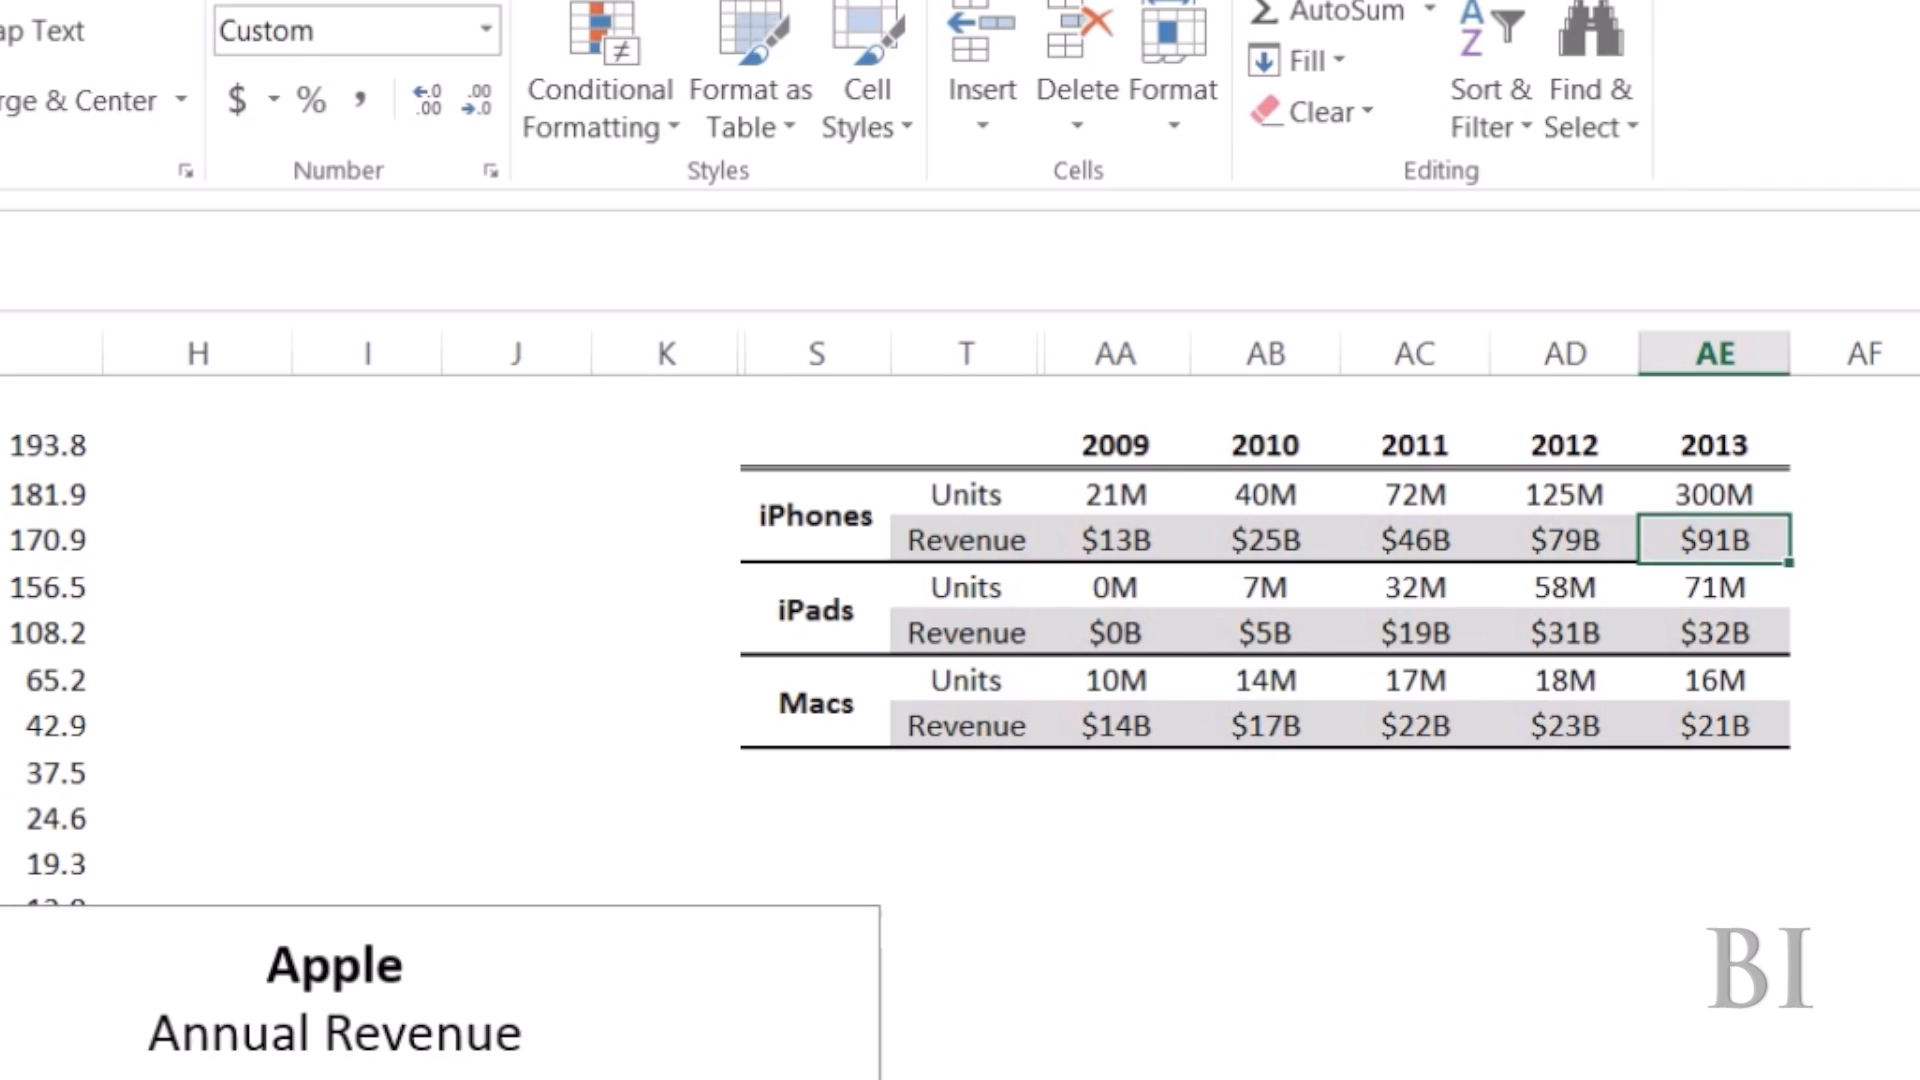 ap Text
Custom
rge & Center
$ % , .0 .00 .00 .0
Conditional Formatting
Format as Table
Cell Styles
Insert
Delete
Format
Σ AutoSum
Fill
Clear
A Z
Sort & Filter
Find & Select
Number
Styles
Cells
Editing
H I J K S T AA AB AC AD AE AF
193.8 2009 2010 2011 2012 2013
181.9 Units 21M 40M 72M 125M 300M
iPhones
170.9 Revenue $13B $25B $46B $79B $91B
156.5 Units 0M 7M 32M 58M 71M
iPads
108.2 Revenue $0B $5B $19B $31B $32B
65.2 Units 10M 14M 17M 18M 16M
Macs
42.9 Revenue $14B $17B $22B $23B $21B
37.5
24.6
19.3
Apple
Annual Revenue
BI